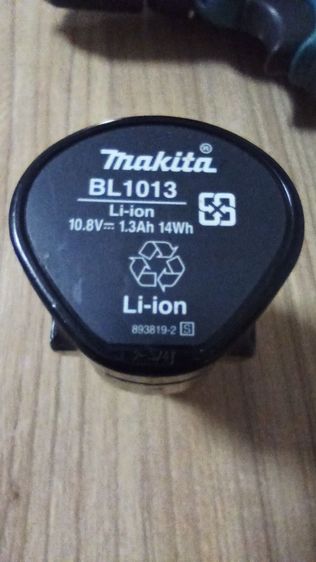 makita®
BL1013
Li-ion
10.8V⎓ 1.3Ah 14Wh
Li-ion
893819-2 S